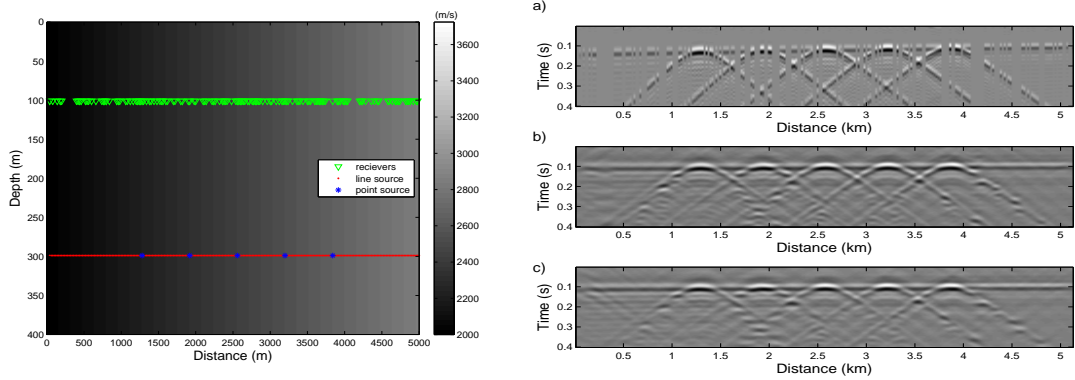 (m/s)
0
50
100
150
200
250
300
350
400
Depth (m)
0 500 1000 1500 2000 2500 3000 3500 4000 4500 5000
Distance (m)
recievers
line source
point source
3600
3400
3200
3000
2800
2600
2400
2200
2000
a)
Time (s)
0.1
0.2
0.3
0.4
0.5 1 1.5 2 2.5 3 3.5 4 4.5 5
Distance (km)
b)
Time (s)
0.1
0.2
0.3
0.4
0.5 1 1.5 2 2.5 3 3.5 4 4.5 5
Distance (km)
c)
Time (s)
0.1
0.2
0.3
0.4
0.5 1 1.5 2 2.5 3 3.5 4 4.5 5
Distance (km)